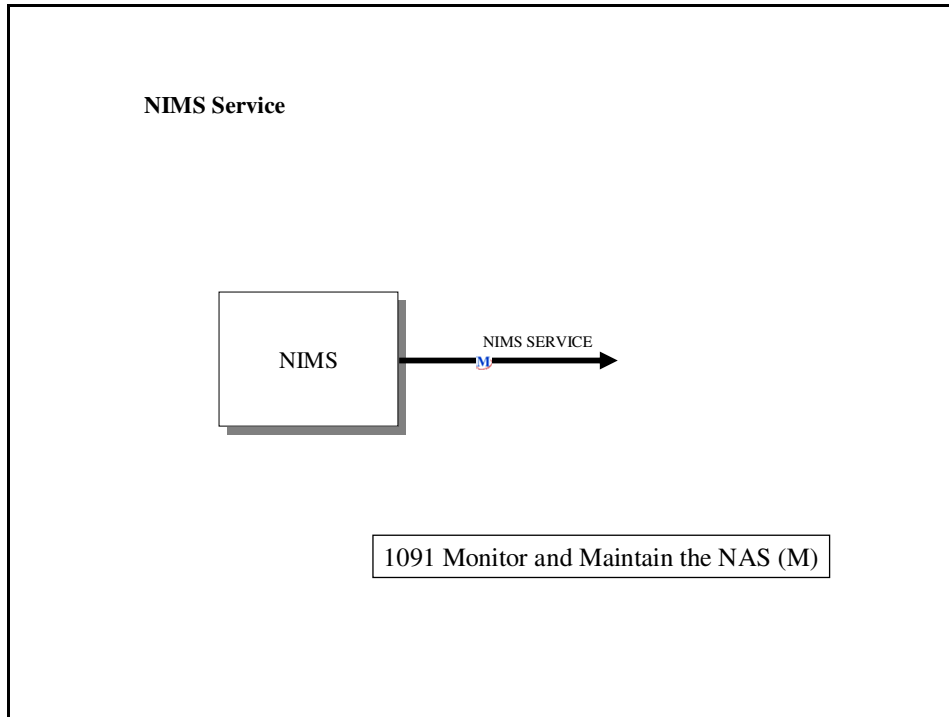 NIMS Service
NIMS SERVICE
NIMS
M
1091 Monitor and Maintain the NAS (M)